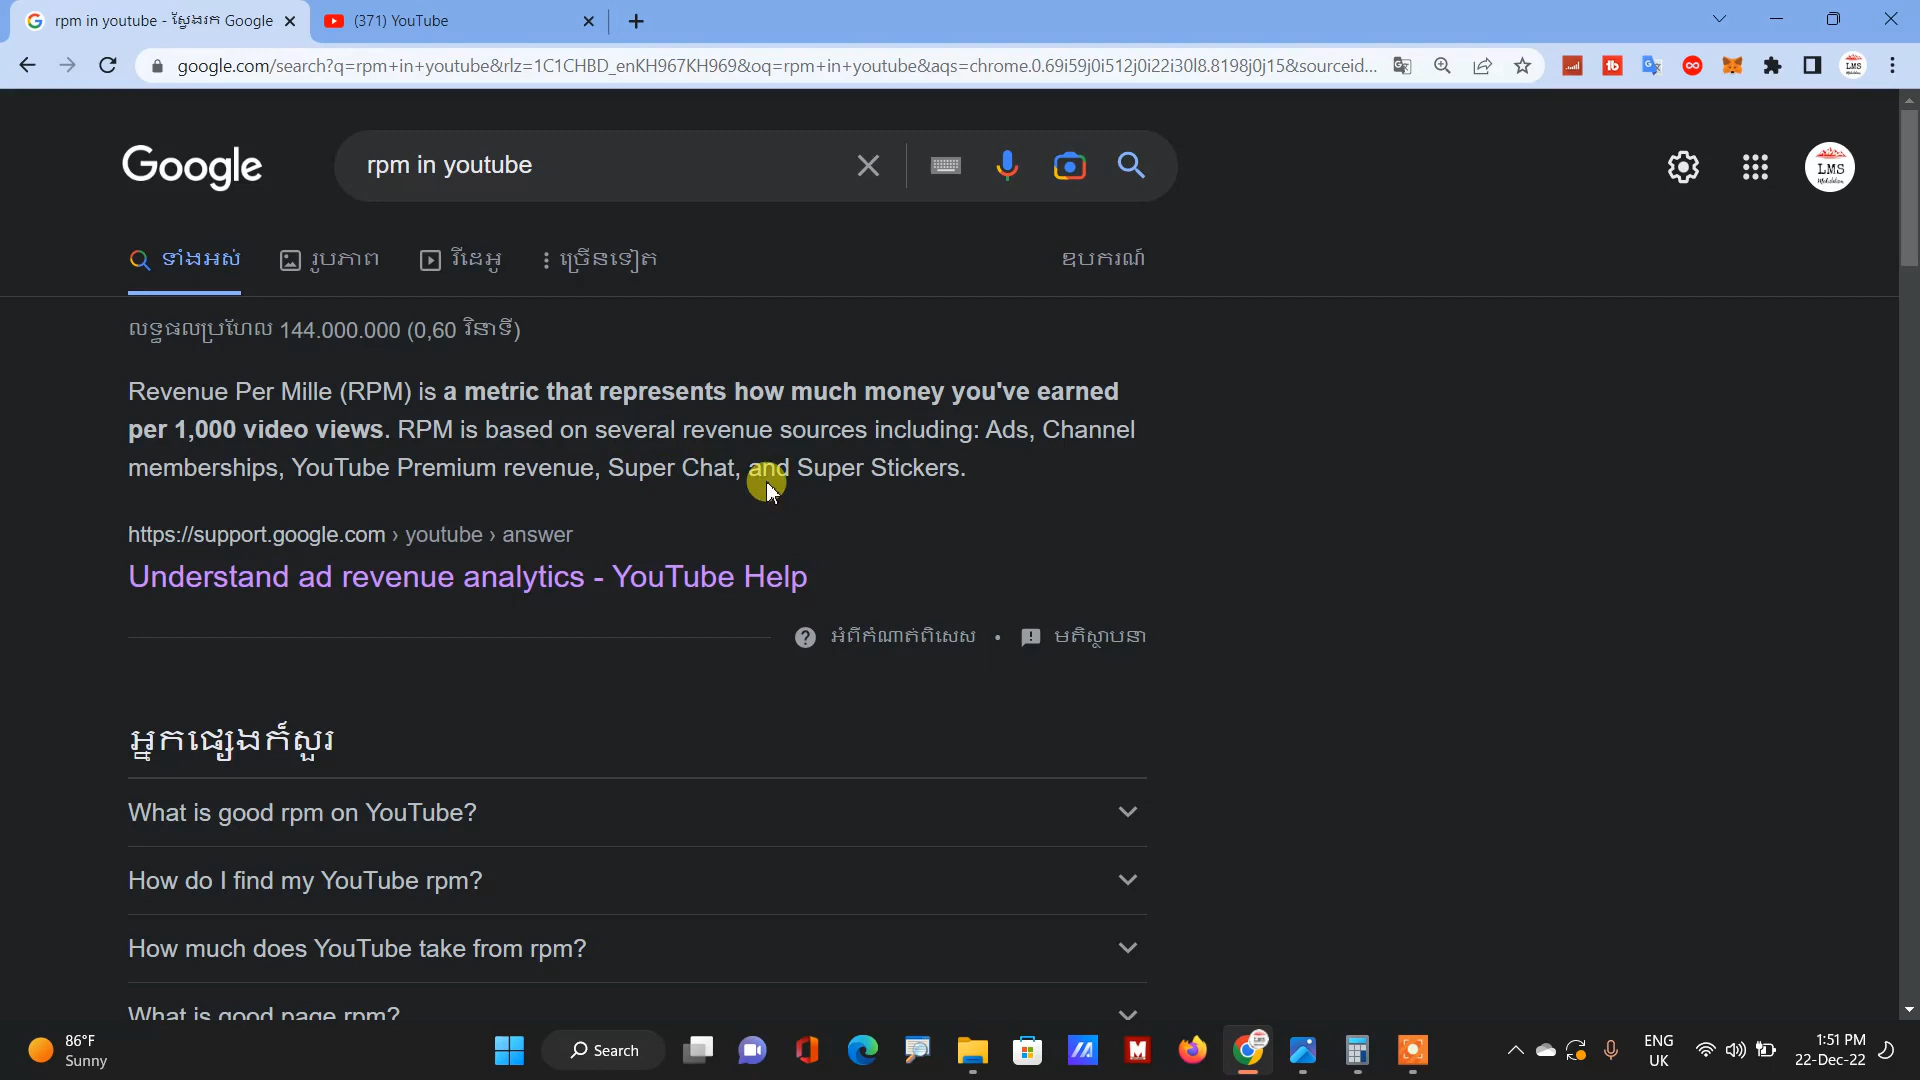 rpm in youtube - ស្វែងរក Google
(371) YouTube
google.com/search?q=rpm+in+youtube&rlz=1C1CHBD_enKH967KH969&oq=rpm+in+youtube&aqs=chrome.0.69i59j0i512j0i22i30l8.8198j0j15&sourceid...
Google
rpm in youtube
LMS
ទាំងអស់
រូបភាព
វីដេអូ
ច្រើនទៀត
ឧបករណ៍
លទ្ធផលប្រហែល 144.000.000 (0,60 វិនាទី)
Revenue Per Mille (RPM) is a metric that represents how much money you've earned
per 1,000 video views. RPM is based on several revenue sources including: Ads, Channel
memberships, YouTube Premium revenue, Super Chat, and Super Stickers.
https://support.google.com › youtube › answer
Understand ad revenue analytics - YouTube Help
អំពីកំណាត់ពិសេស • មតិស្ថាបនា
អ្នកផ្សេងក៏សួរ
What is good rpm on YouTube?
How do I find my YouTube rpm?
How much does YouTube take from rpm?
What is good page rpm?
86°F
Sunny
Search
ENG
UK
1:51 PM
22-Dec-22